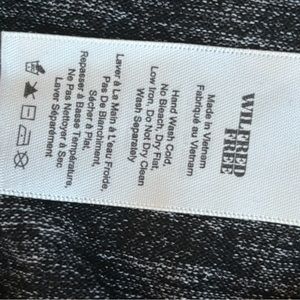 WILFRED
FREE
Made in Vietnam
Fabriqué au Vietnam
Hand Wash Cold,
No Bleach, Dry Flat,
Low Iron, Do Not Dry Clean
Wash Separately
Laver à La Main à L'eau Froide,
Pas De Blanchiment,
Sécher à Plat,
Repasser à Basse Température,
Ne Pas Nettoyer à Sec
Laver Séparément